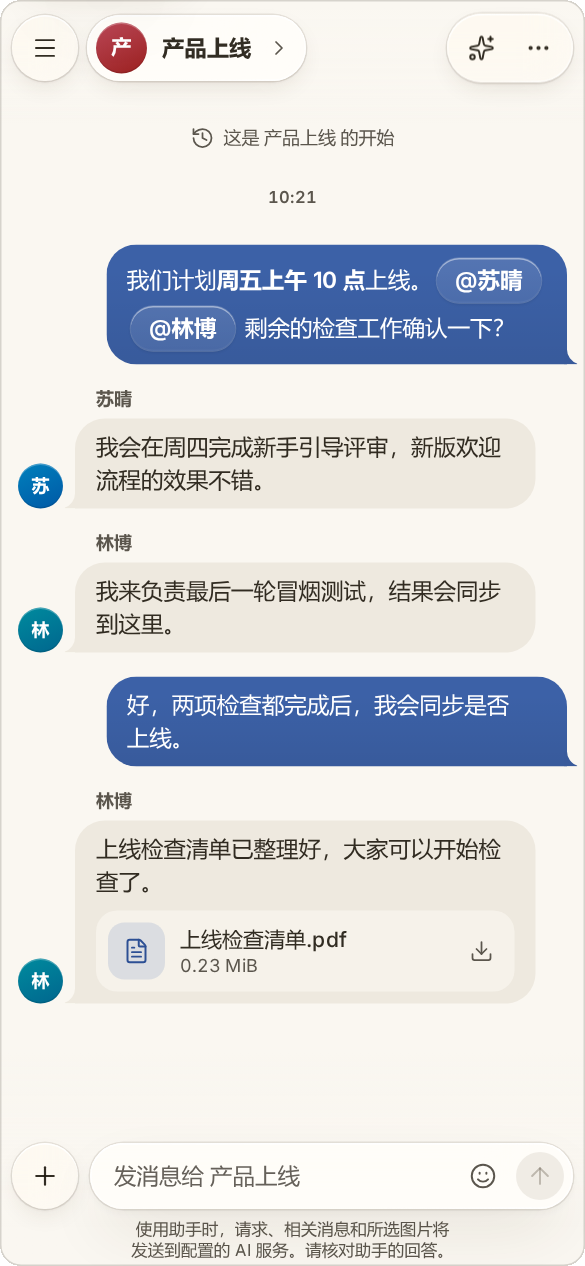 产 产品上线
这是 产品上线 的开始
10:21
我们计划周五上午 10 点上线。 @苏晴
@林博 剩余的检查工作确认一下？
苏晴
我会在周四完成新手引导评审，新版欢迎
流程的效果不错。
苏
林博
我来负责最后一轮冒烟测试，结果会同步
到这里。
林
好，两项检查都完成后，我会同步是否
上线。
林博
上线检查清单已整理好，大家可以开始检
查了。
上线检查清单.pdf
0.23 MiB
林
发消息给 产品上线
使用助手时，请求、相关消息和所选图片将
发送到配置的 AI 服务。请核对助手的回答。